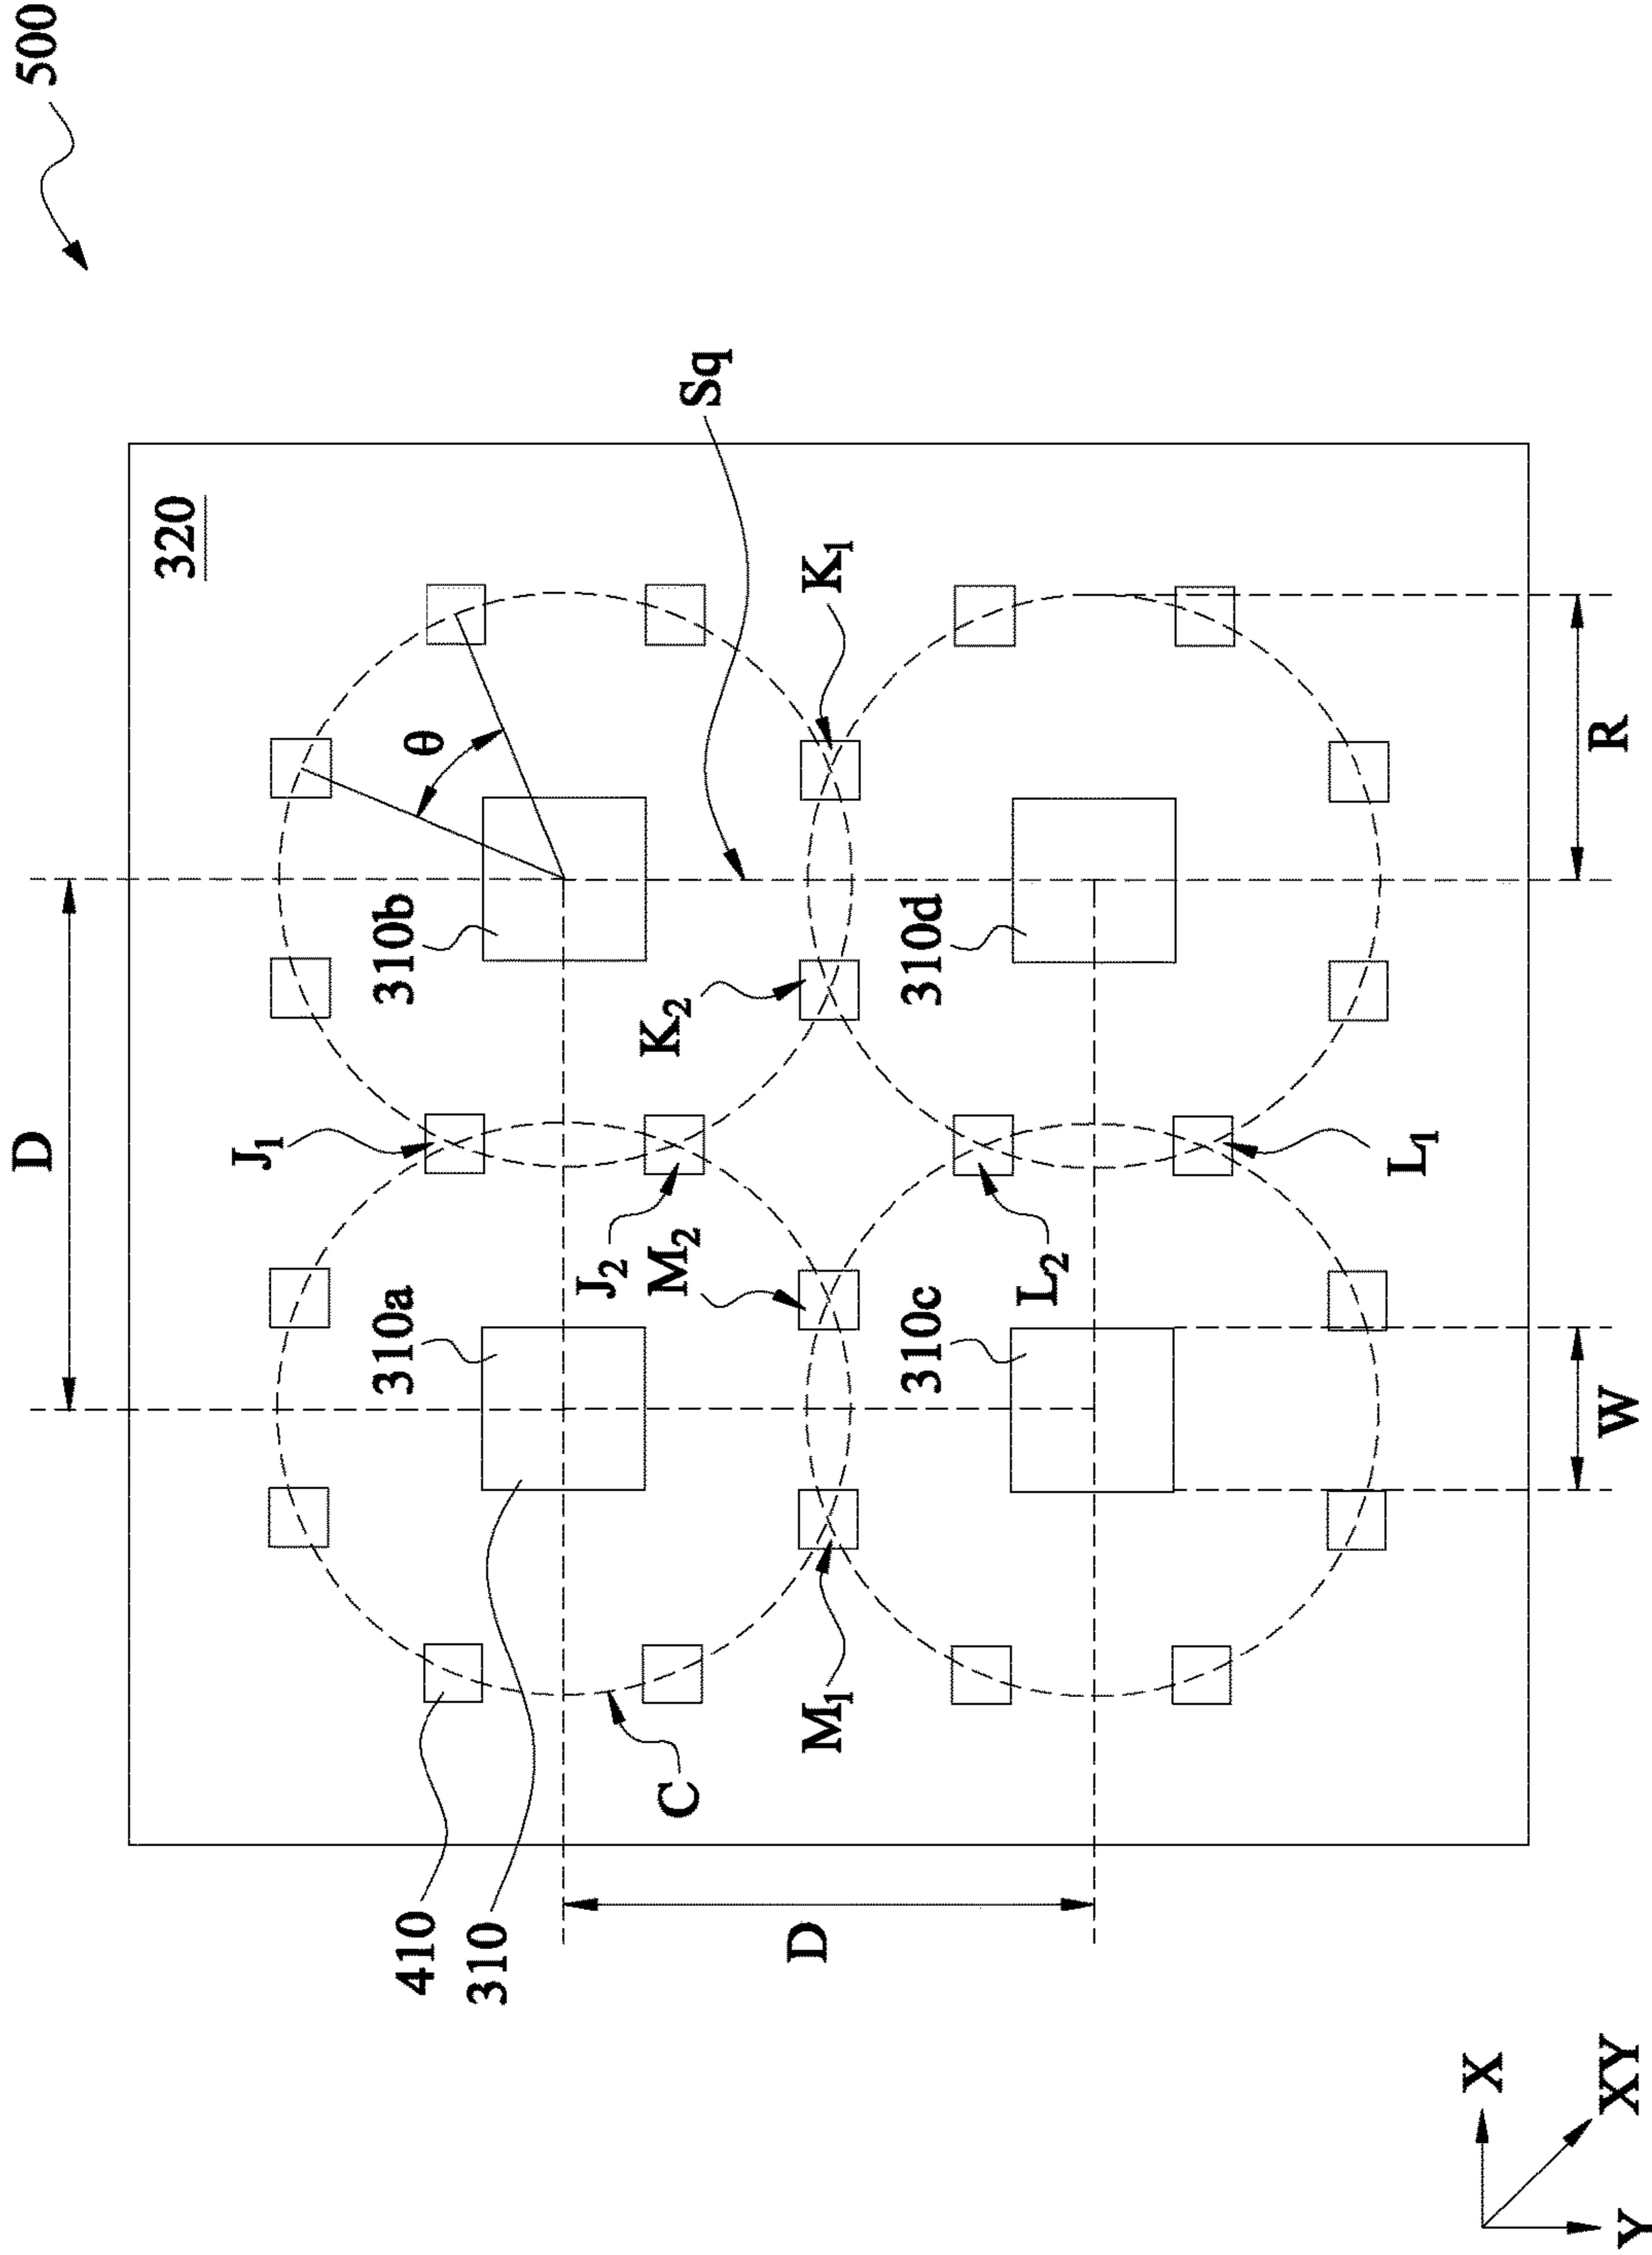 500
320
D
J₁
θ
310b
310a
Sq
K₁
K₂
J₂
M₂
310d
310c
L₂
L₁
M₁
C
410
310
D
R
W
X
XY
Y